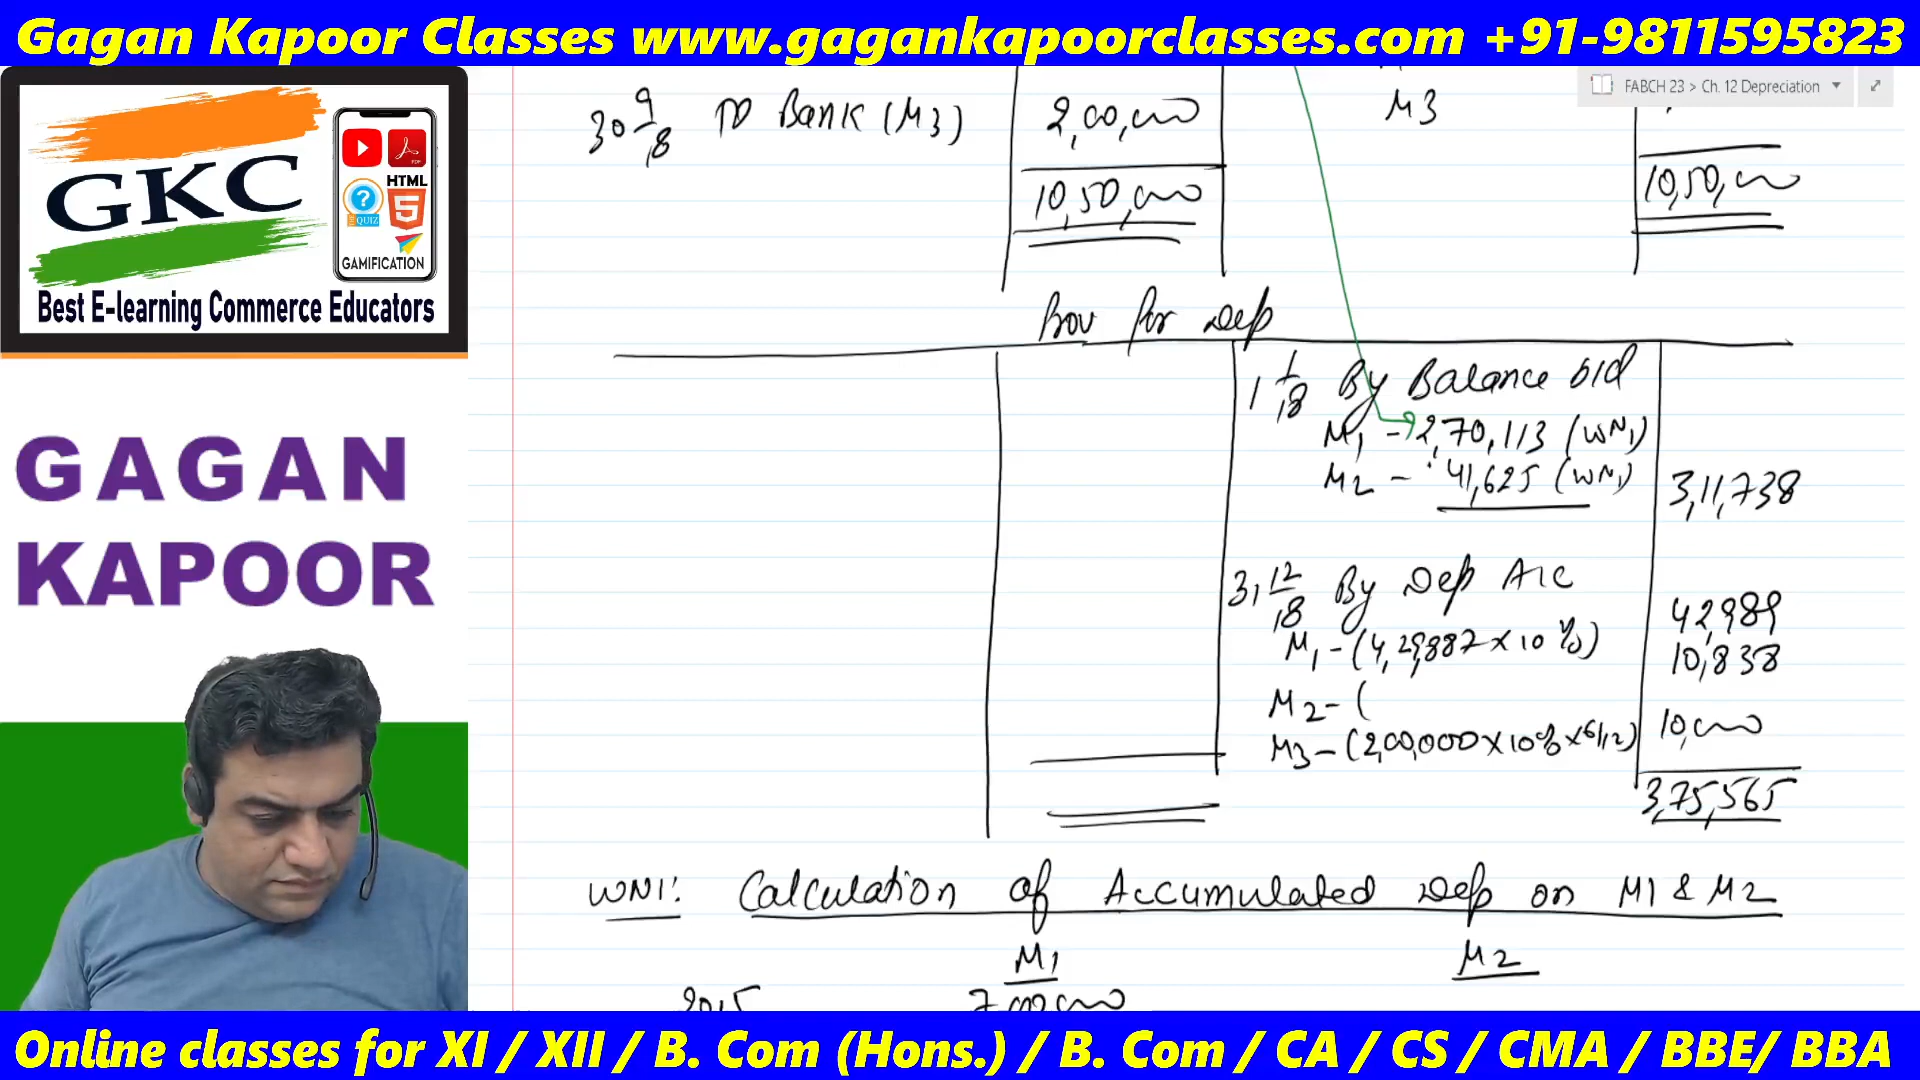 Gagan Kapoor Classes www.gagankapoorclasses.com +91-9811595823
FABCH 23 > Ch. 12 Depreciation
GKC
HTML
5
QUIZ
GAMIFICATION
Best E-learning Commerce Educators
GAGAN
KAPOOR
30 9/18 TO Bank (M3) 2,00,000
M3
10,50,000 10,50,000
Prov for Dep
1 1/18 By Balance b/d
M1 - 2,70,113 (WN1)
M2 - 41,625 (WN1) 3,11,738
31 12/18 By Dep A/c
M1 - (4,29,887 x 10%) 42,989
M2 - ( 10,838
M3 - (2,00,000 x 10% x 6/12) 10,000
3,75,565
WN1: Calculation of Accumulated Dep on M1 & M2
M1 M2
2015 7,00,000
Online classes for XI / XII / B. Com (Hons.) / B. Com / CA / CS / CMA / BBE/ BBA